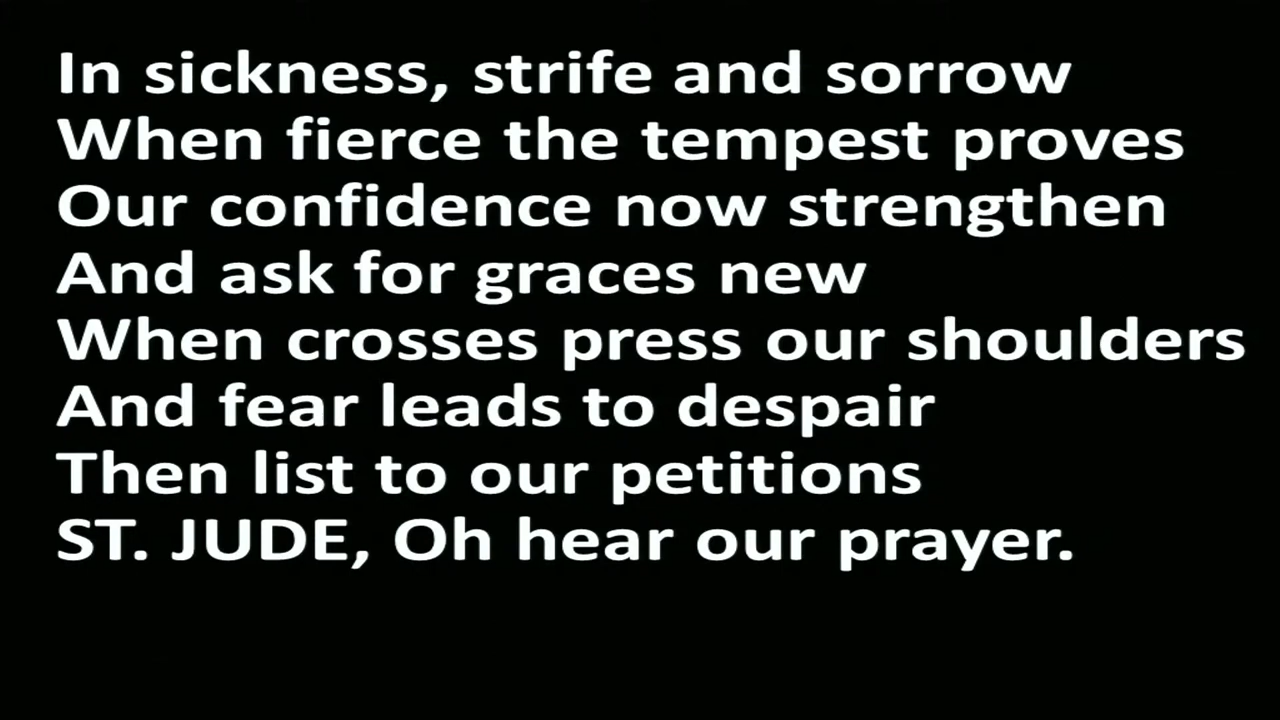 In sickness, strife and sorrow
When fierce the tempest proves
Our confidence now strengthen
And ask for graces new
When crosses press our shoulders
And fear leads to despair
Then list to our petitions
ST. JUDE, Oh hear our prayer.